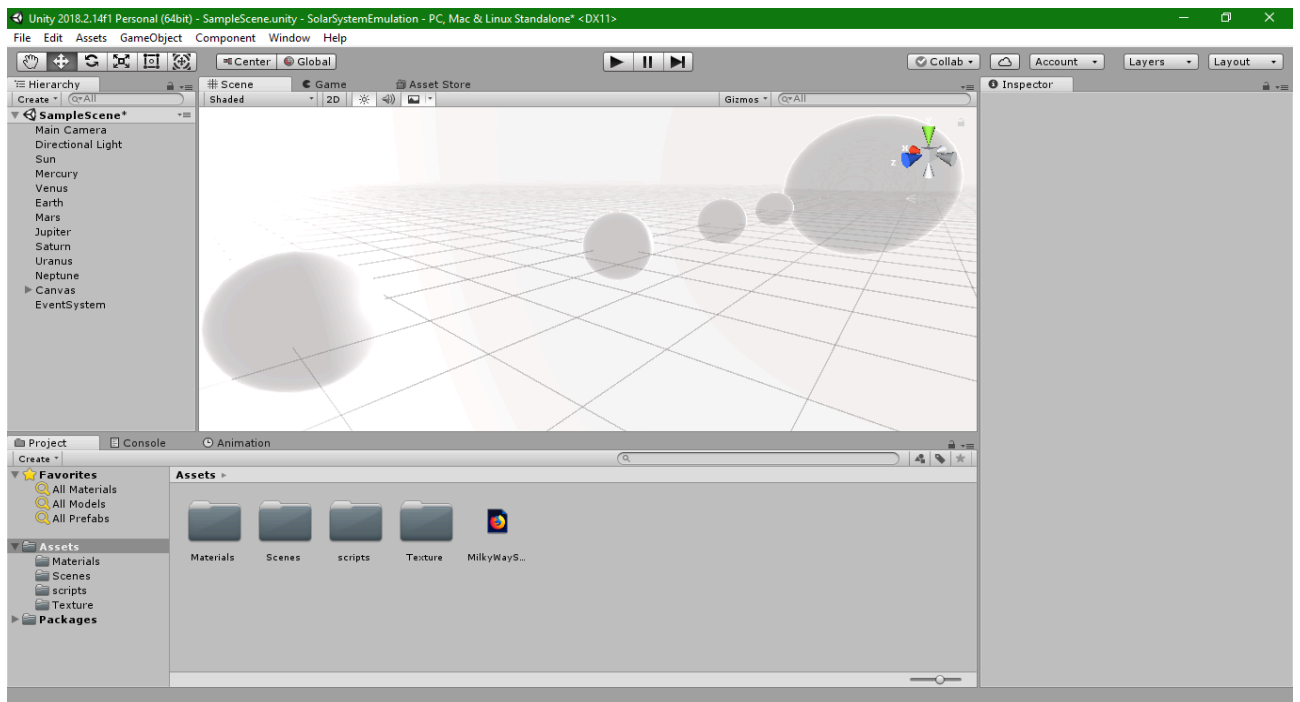 Unity 2018.2.14f1 Personal (64bit) - SampleScene.unity - SolarSystemEmulation - PC, Mac & Linux Standalone* <DX11>
File Edit Assets GameObject Component Window Help
Center Global Collab Account Layers Layout
Hierarchy
Create All
SampleScene*
Main Camera
Directional Light
Sun
Mercury
Venus
Earth
Mars
Jupiter
Saturn
Uranus
Neptune
Canvas
EventSystem
Scene Game Asset Store
Shaded 2D Gizmos All
x
z
Inspector
Project Console Animation
Create
Favorites
All Materials
All Models
All Prefabs
Assets
Materials
Scenes
scripts
Texture
Packages
Assets
Materials Scenes scripts Texture MilkyWayS...